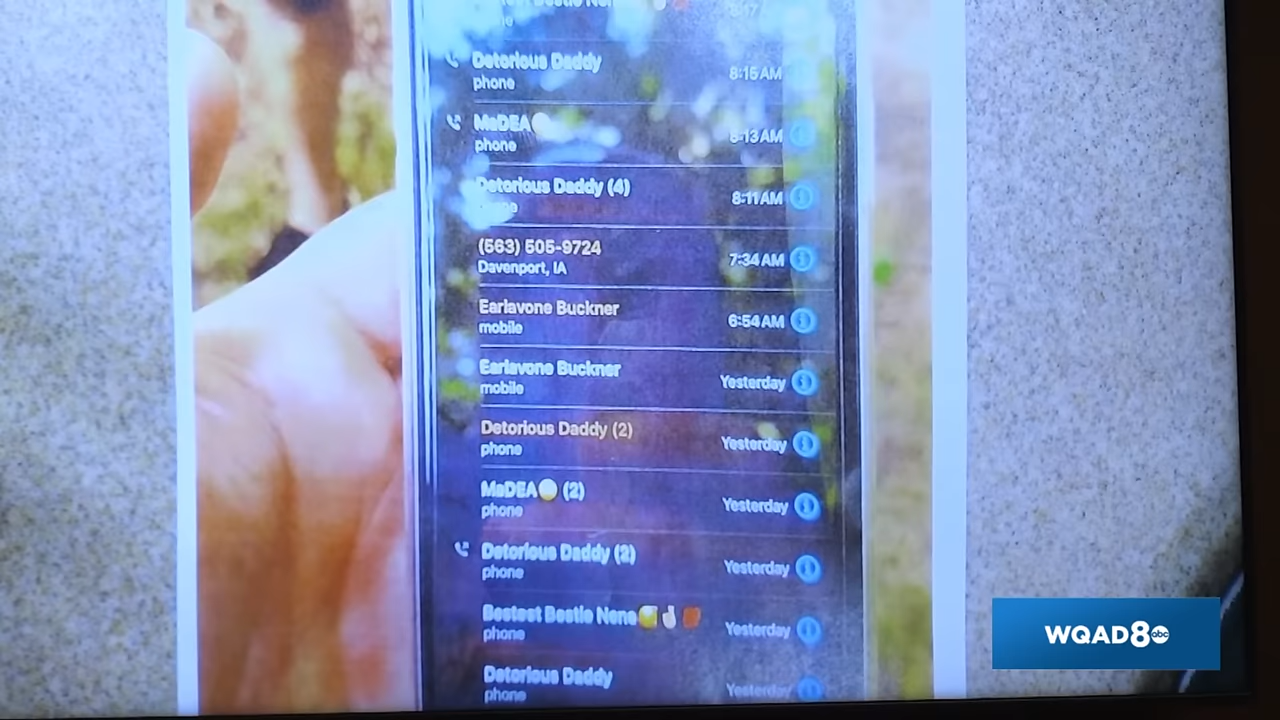 Detorious Daddy
phone
8:15 AM
MaDEA
phone
8:13 AM
Detorious Daddy (4)
phone
8:11 AM
(563) 505-9724
Davenport, IA
7:34 AM
Earlavone Buckner
mobile
6:54 AM
Earlavone Buckner
mobile
Yesterday
Detorious Daddy (2)
phone
Yesterday
MaDEA (2)
phone
Yesterday
Detorious Daddy (2)
phone
Yesterday
Bestest Bestie Nene
phone
Yesterday
Detorious Daddy
phone
Yesterday
WQAD8 abc